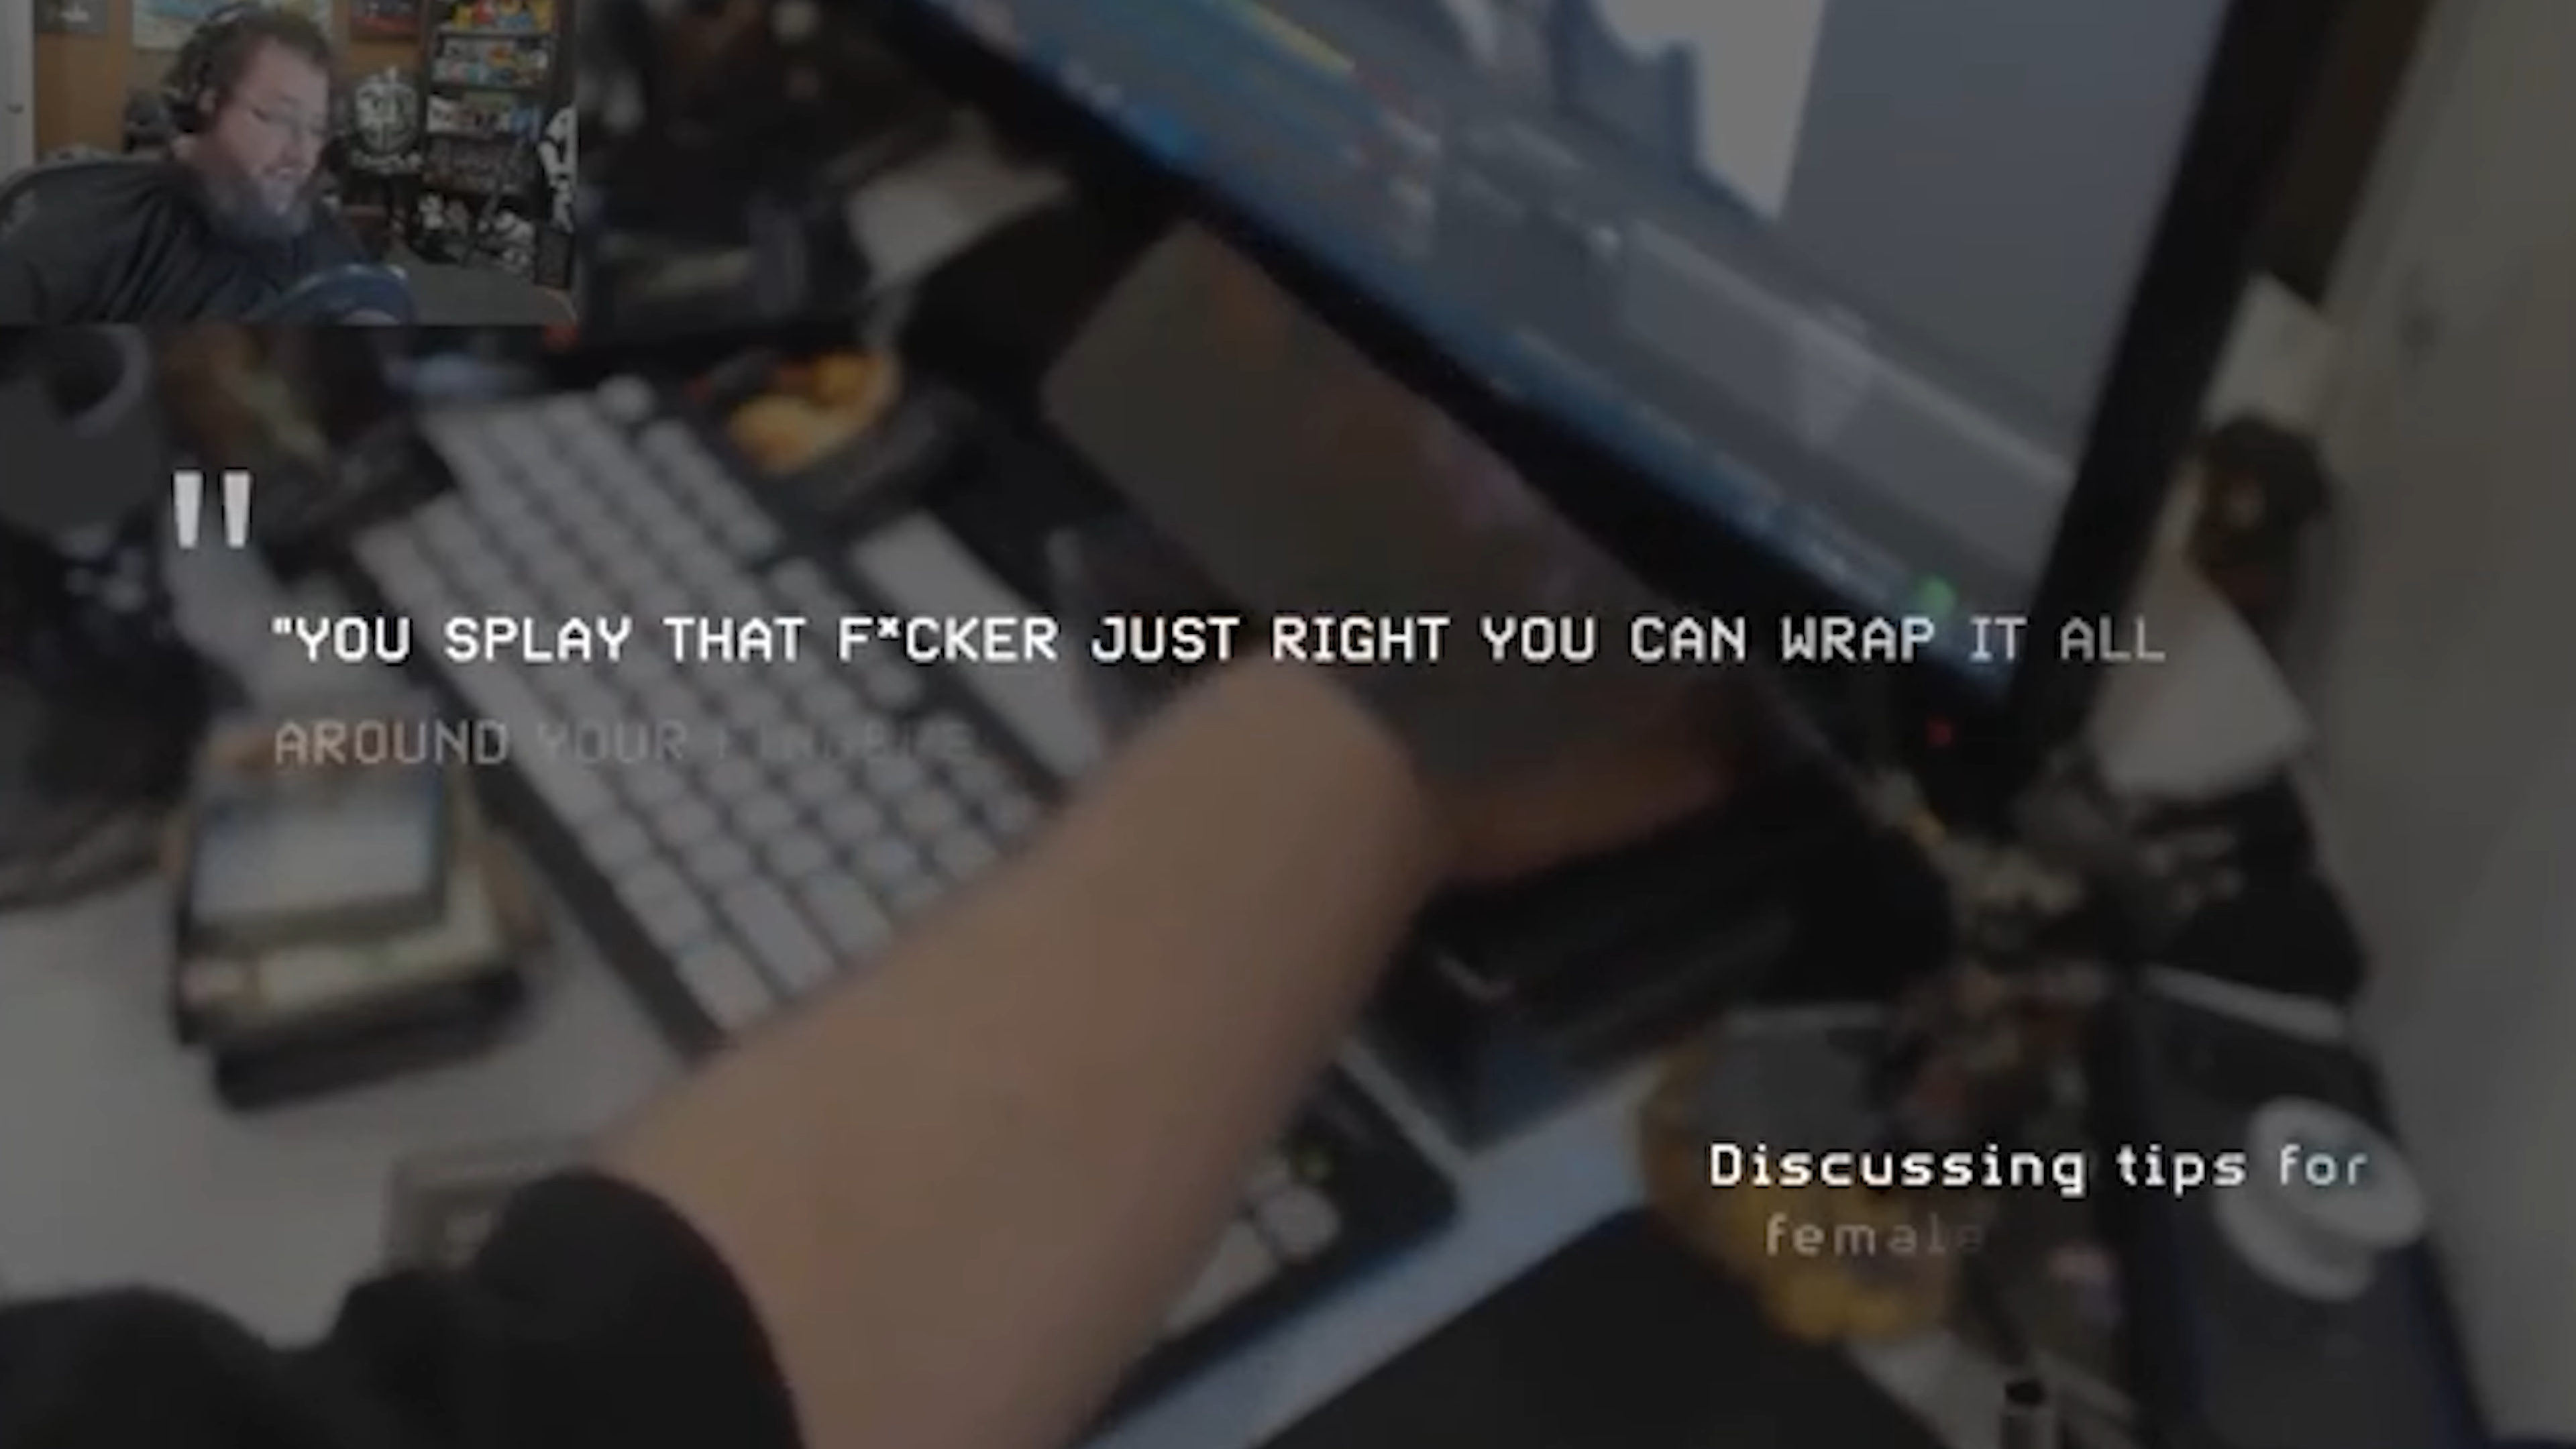 "
"YOU SPLAY THAT F*CKER JUST RIGHT YOU CAN WRAP IT ALL
AROUND YOUR
Discussing tips for
female